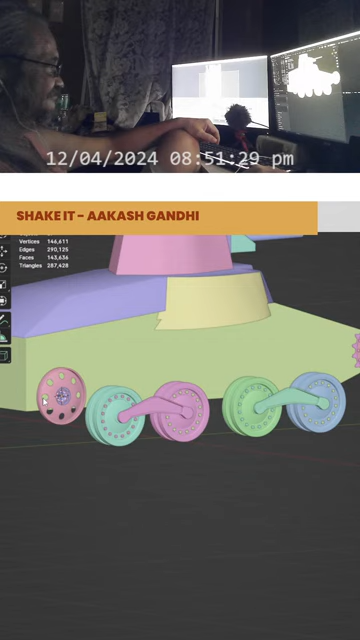 12/04/2024 08:51:29 pm
SHAKE IT - AAKASH GANDHI
Vertices 146,611
Edges 290,125
Faces 143,636
Triangles 287,428